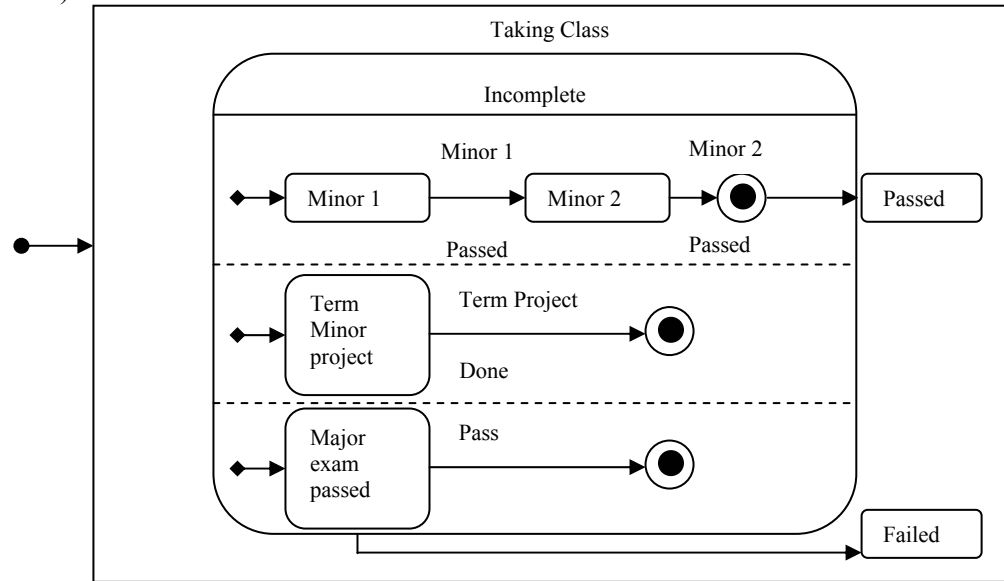 )
Taking Class
Incomplete
Minor 1
Minor 2
Minor 1
Minor 2
Passed
Passed
Passed
Term
Minor
project
Term Project
Done
Major
exam
passed
Pass
Failed